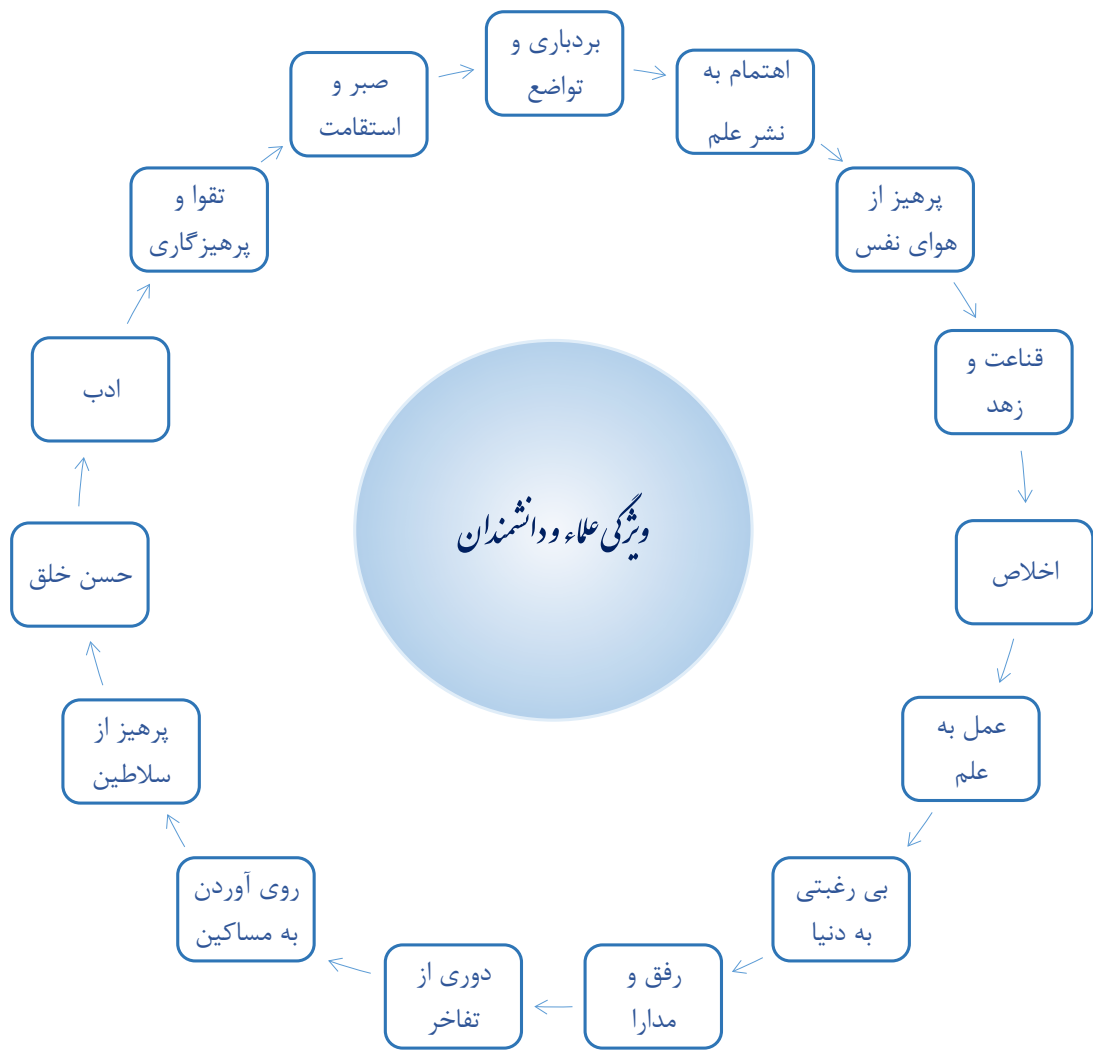 بردباری و
تواضع
اهتمام به
نشر علم
پرهیز از
هوای نفس
قناعت و
زهد
اخلاص
عمل به
علم
بی رغبتی
به دنیا
رفق و
مدارا
دوری از
تفاخر
روی آوردن
به مساکین
پرهیز از
سلاطین
حسن خلق
ادب
تقوا و
پرهیزگاری
صبر و
استقامت
ویژگی علماء و دانشمندان